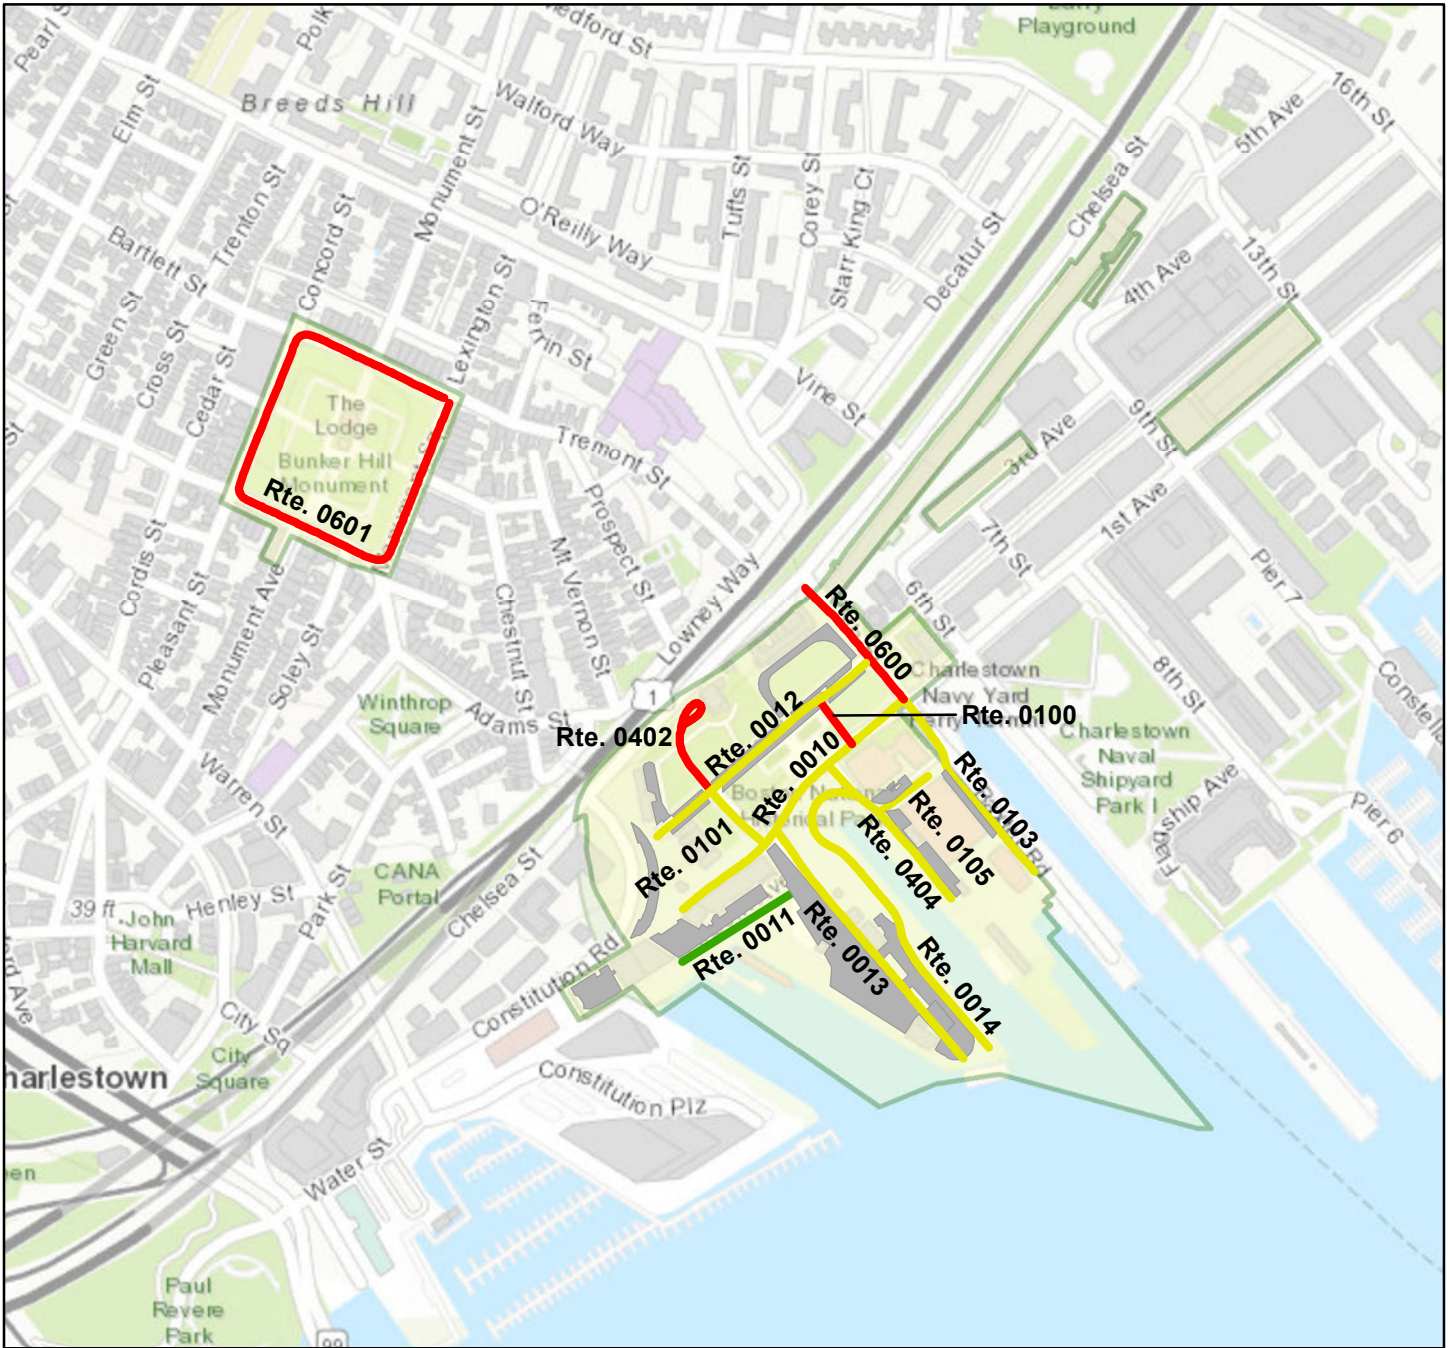 Pearl St
Polk
Medford St
Playground
16th St
Elm St
Breeds Hill
Walford Way
5th Ave
Monument St
Chelsea St
Tufts St
Corey St
Starr King Ct
Trenton St
Concord St
O'Reilly Way
Bartlett St
Decatur St
13th St
4th Ave
Green St
Cross St
Cedar St
Lexington St
Ferrin St
Vine St
The
Lodge
Bunker Hill
Monument
Rte. 0601
Tremont St
3rd Ave
9th St
1st Ave
7th St
Prospect St
Mt Vernon St
Pier 7
Cordis St
Pleasant St
Monument Ave
Soley St
Chestnut St
Lowney Way
6th St
Rte. 0600
8th St
Charlestown
Navy Yard
1
Winthrop
Square
Adams St
Rte. 0402
Rte. 0012
Rte. 0010
Rte. 0100
Charlestown
Naval
Shipyard
Park I
Flagship Ave
Pier 6
Warren St
Rte. 0101
Rte. 0103
Rte. 0105
Rte. 0404
CANA
Portal
Chelsea St
Henley St
Park St
39 ft
John
Harvard
Mall
Rte. 0011
Rte. 0013
Rte. 0014
Constitution Rd
City Sq
City
Square
harlestown
Constitution Plz
Water St
Paul
Revere
Park
99